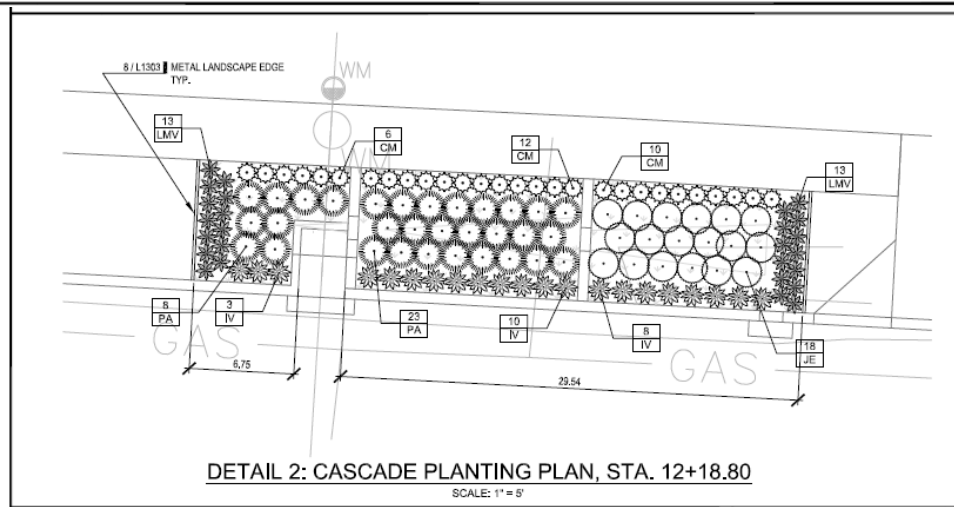 8 / L1303 METAL LANDSCAPE EDGE
TYP.
WM
13
LMV
6
CM
WM
12
CM
10
CM
13
LMV
8
PA
3
IV
23
PA
10
IV
8
IV
18
JE
GAS
GAS
6.75
29.54
DETAIL 2: CASCADE PLANTING PLAN, STA. 12+18.80
SCALE: 1" = 5'